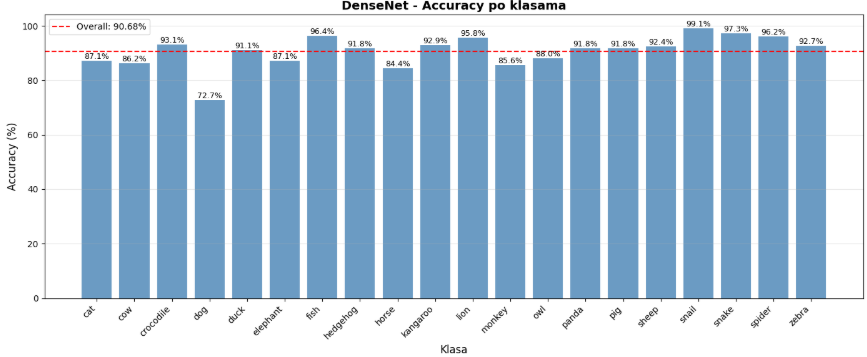 DenseNet - Accuracy po klasama
Overall: 90.68%
Accuracy (%)
100
80
60
40
20
0
87.1%
86.2%
93.1%
72.7%
91.1%
87.1%
96.4%
91.8%
84.4%
92.9%
95.8%
85.6%
88.0%
91.8%
91.8%
92.4%
99.1%
97.3%
96.2%
92.7%
cat
cow
crocodile
dog
duck
elephant
fish
hedgehog
horse
kangaroo
lion
monkey
owl
panda
pig
sheep
snail
snake
spider
zebra
Klasa